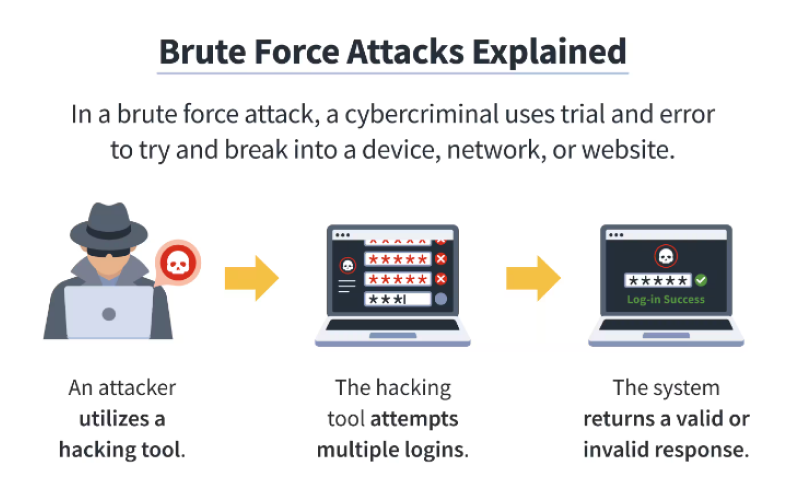 Brute Force Attacks Explained
In a brute force attack, a cybercriminal uses trial and error
to try and break into a device, network, or website.
*****
*****
*****
***
*****
Log-in Success
An attacker
utilizes a
hacking tool.
The hacking
tool attempts
multiple logins.
The system
returns a valid or
invalid response.